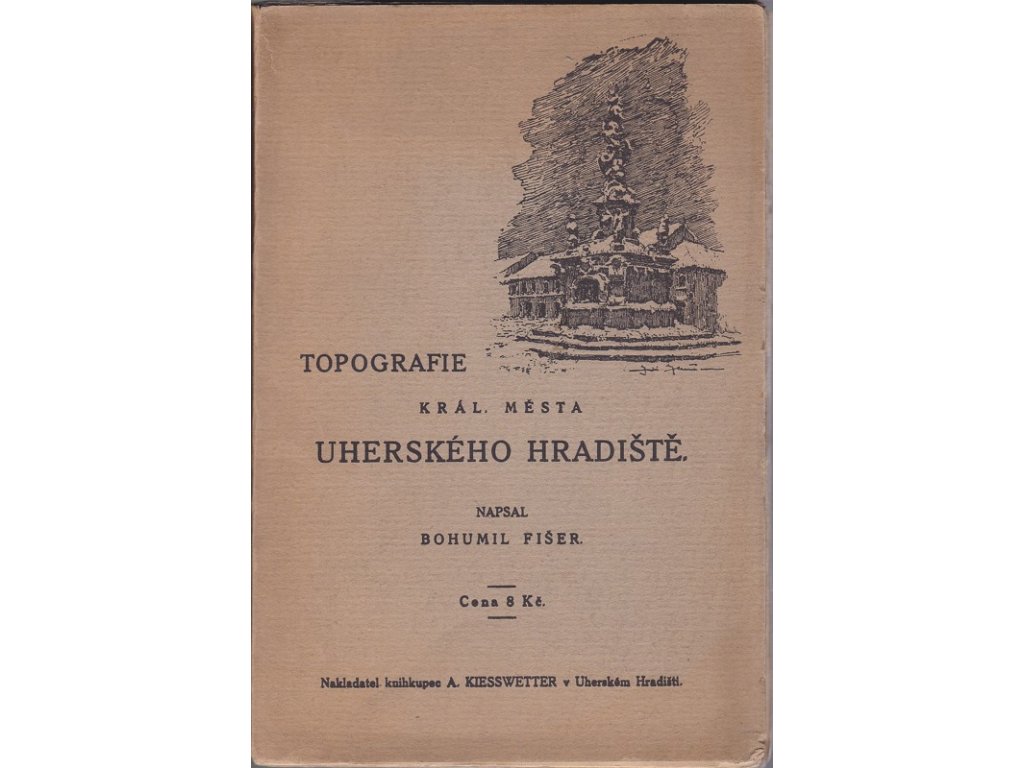 TOPOGRAFIE
KRÁL. MĚSTA
UHERSKÉHO HRADIŠTĚ.
NAPSAL
BOHUMIL FIŠER.
Cena 8 Kč.
Nakladatel knihkupec A. KIESSWETTER v Uherském Hradišti.